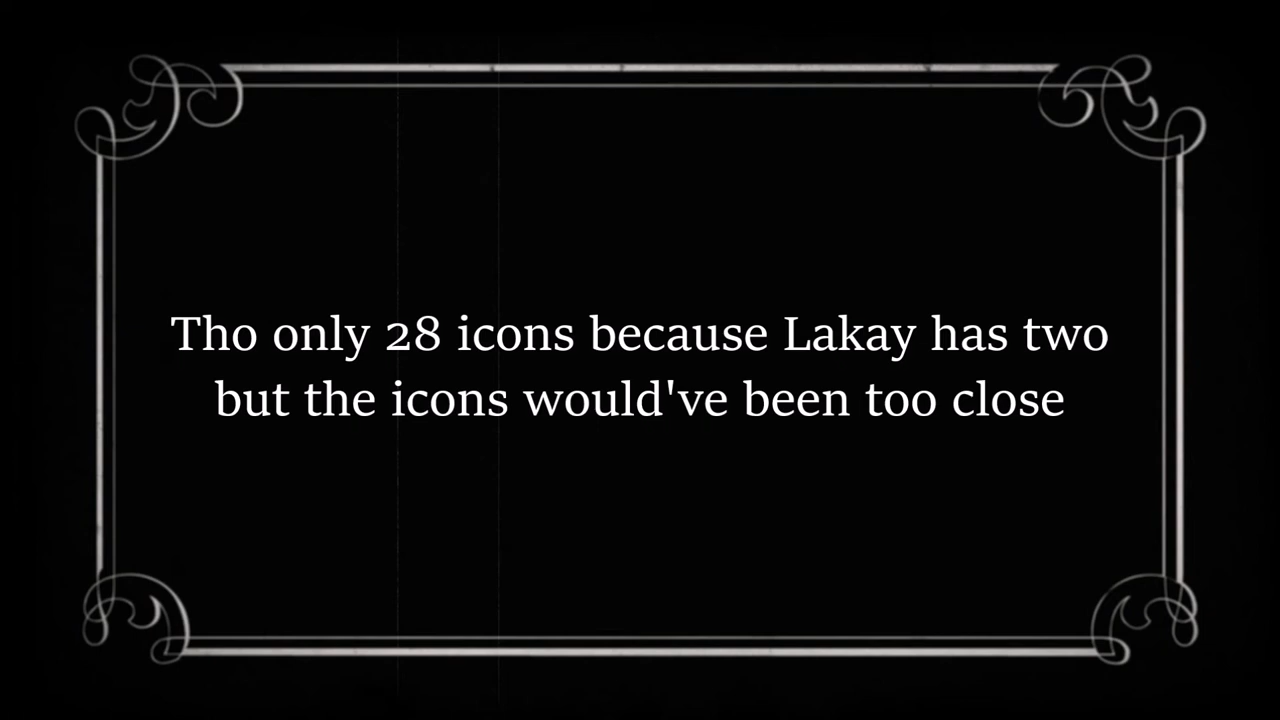 Tho only 28 icons because Lakay has two
but the icons would've been too close